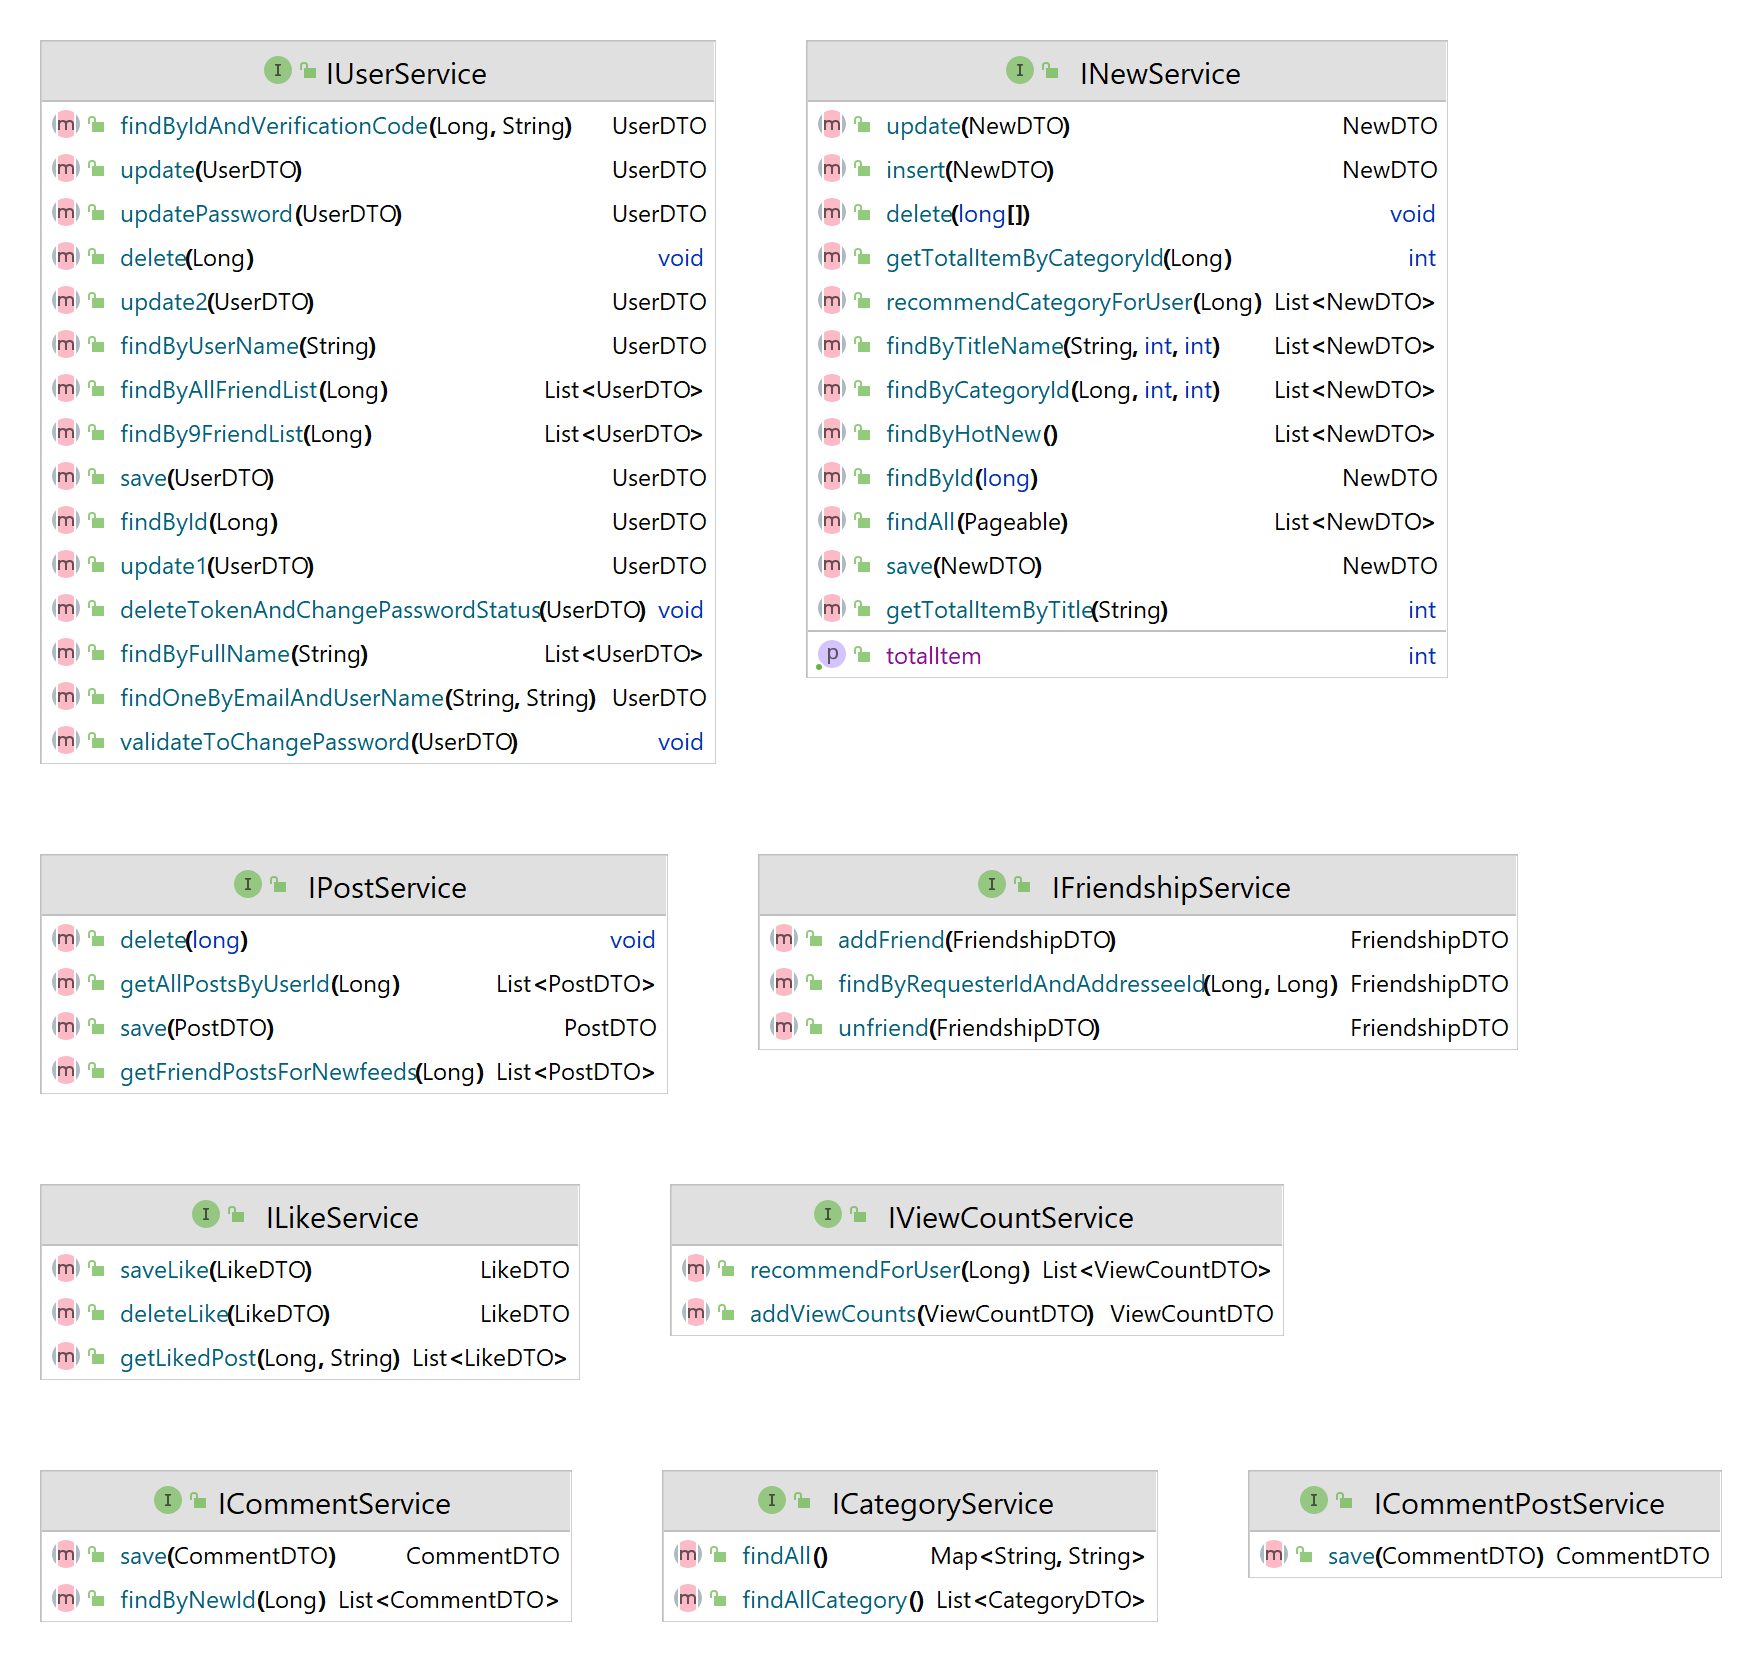 IUserService
findByIdAndVerificationCode(Long, String) UserDTO
update(UserDTO) UserDTO
updatePassword(UserDTO) UserDTO
delete(Long) void
update2(UserDTO) UserDTO
findByUserName(String) UserDTO
findByAllFriendList(Long) List<UserDTO>
findBy9FriendList(Long) List<UserDTO>
save(UserDTO) UserDTO
findById(Long) UserDTO
update1(UserDTO) UserDTO
deleteTokenAndChangePasswordStatus(UserDTO) void
findByFullName(String) List<UserDTO>
findOneByEmailAndUserName(String, String) UserDTO
validateToChangePassword(UserDTO) void
INewService
update(NewDTO) NewDTO
insert(NewDTO) NewDTO
delete(long[]) void
getTotalItemByCategoryId(Long) int
recommendCategoryForUser(Long) List<NewDTO>
findByTitleName(String, int, int) List<NewDTO>
findByCategoryId(Long, int, int) List<NewDTO>
findByHotNew() List<NewDTO>
findById(long) NewDTO
findAll(Pageable) List<NewDTO>
save(NewDTO) NewDTO
getTotalItemByTitle(String) int
totalItem int
IPostService
delete(long) void
getAllPostsByUserId(Long) List<PostDTO>
save(PostDTO) PostDTO
getFriendPostsForNewfeeds(Long) List<PostDTO>
IFriendshipService
addFriend(FriendshipDTO) FriendshipDTO
findByRequesterIdAndAddresseeId(Long, Long) FriendshipDTO
unfriend(FriendshipDTO) FriendshipDTO
ILikeService
saveLike(LikeDTO) LikeDTO
deleteLike(LikeDTO) LikeDTO
getLikedPost(Long, String) List<LikeDTO>
IViewCountService
recommendForUser(Long) List<ViewCountDTO>
addViewCounts(ViewCountDTO) ViewCountDTO
ICommentService
save(CommentDTO) CommentDTO
findByNewId(Long) List<CommentDTO>
ICategoryService
findAll() Map<String, String>
findAllCategory() List<CategoryDTO>
ICommentPostService
save(CommentDTO) CommentDTO